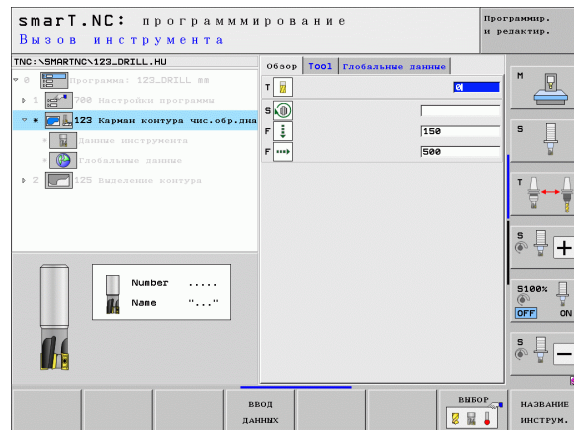 smarT.NC: программмирование
Программир.
и редактир.
Вызов инструмента
TNC:\SMARTNC\123_DRILL.HU
0 Программа: 123_DRILL мм
1 700 Настройки программы
* 123 Карман контура чис.обр.дна
* Данные инструмента
* Глобальные данные
2 125 Выделение контура
Обзор Tool Глобальные данные
T 0
S
F 150
F 500
Number .....
Name "..."
M
S
T
S
+
S100%
OFF ON
S
–
ВВОД
ДАННЫХ
ВЫБОР
НАЗВАНИЕ
ИНСТРУМ.